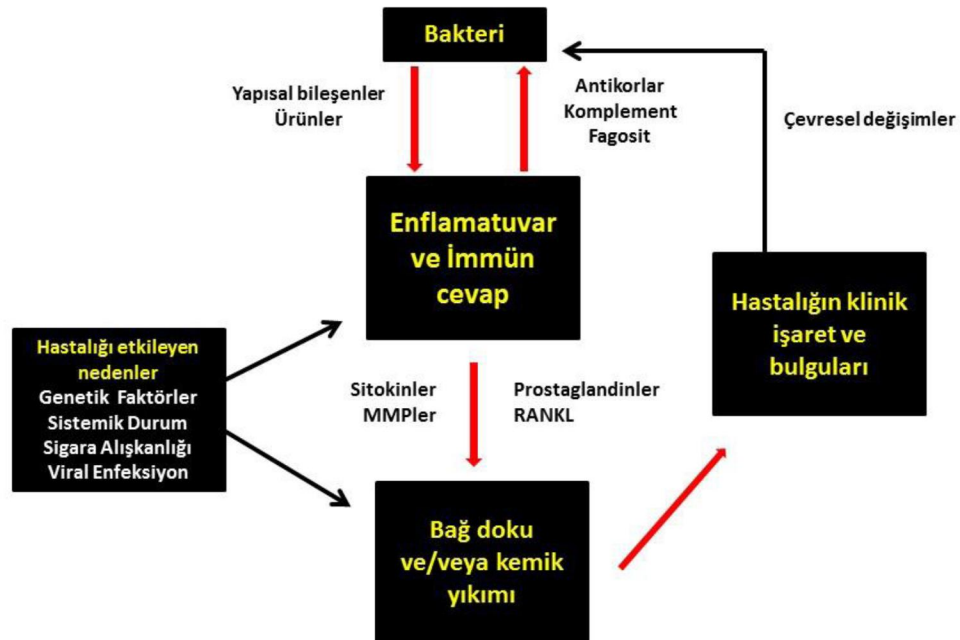 Bakteri
Yapısal bileşenler
Ürünler
Antikorlar
Komplement
Fagosit
Çevresel değişimler
Enflamatuvar
ve İmmün
cevap
Hastalığın klinik
işaret ve
bulguları
Hastalığı etkileyen
nedenler
Genetik Faktörler
Sistemik Durum
Sigara Alışkanlığı
Viral Enfeksiyon
Sitokinler
MMPler
Prostaglandinler
RANKL
Bağ doku
ve/veya kemik
yıkımı